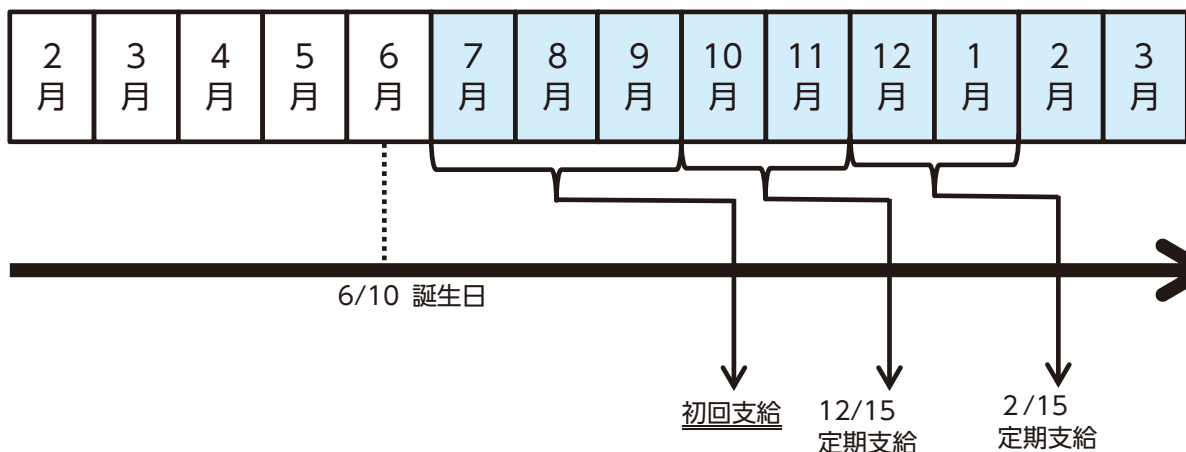 2月 3月 4月 5月 6月 7月 8月 9月 10月 11月 12月 1月 2月 3月
6/10 誕生日
初回支給
12/15
定期支給
2/15
定期支給